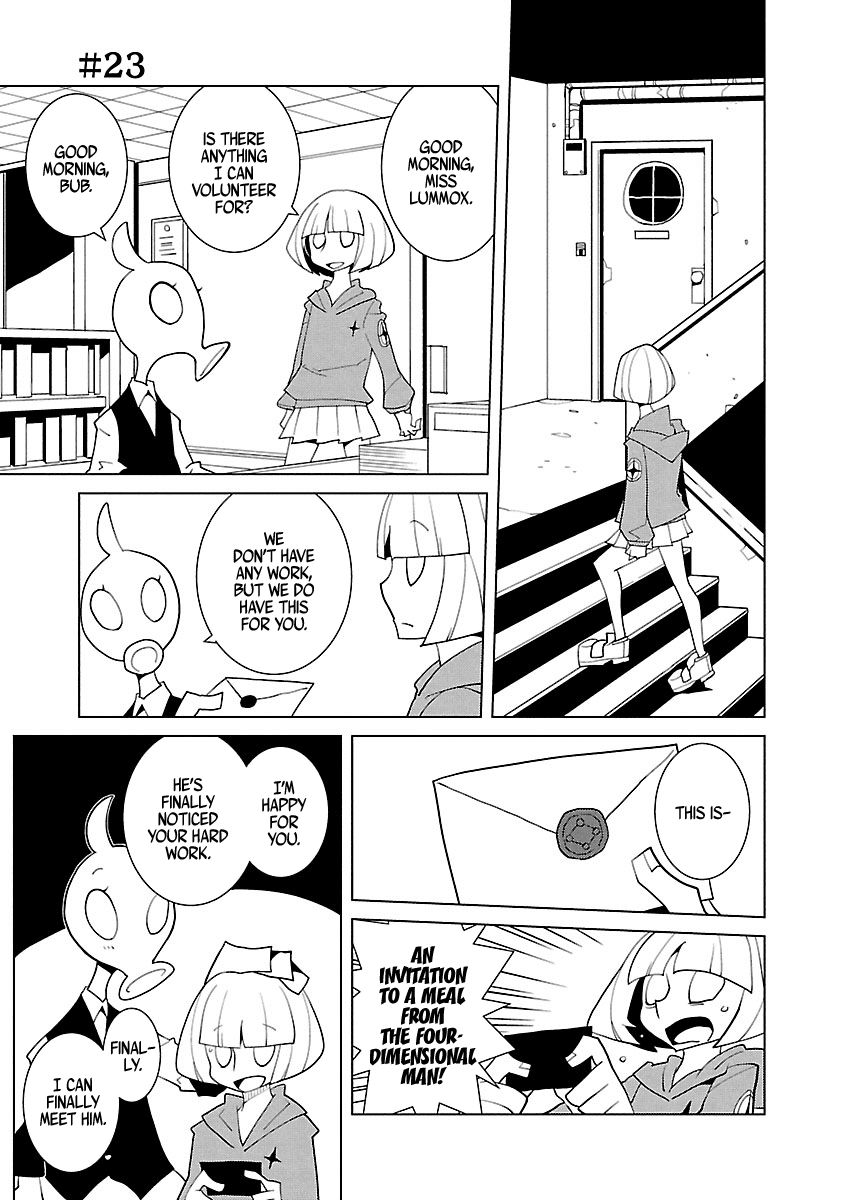 #23
GOOD
MORNING,
MISS
LUMMOX.
IS THERE
ANYTHING
I CAN
VOLUNTEER
FOR?
GOOD
MORNING,
BUB.
WE
DON'T HAVE
ANY WORK,
BUT WE DO
HAVE THIS
FOR YOU.
THIS IS-
AN
INVITATION
TO A MEAL
FROM
THE FOUR-
DIMENSIONAL
MAN!
I'M
HAPPY
FOR
YOU.
HE'S
FINALLY
NOTICED
YOUR HARD
WORK.
FINAL-
LY.
I CAN
FINALLY
MEET HIM.